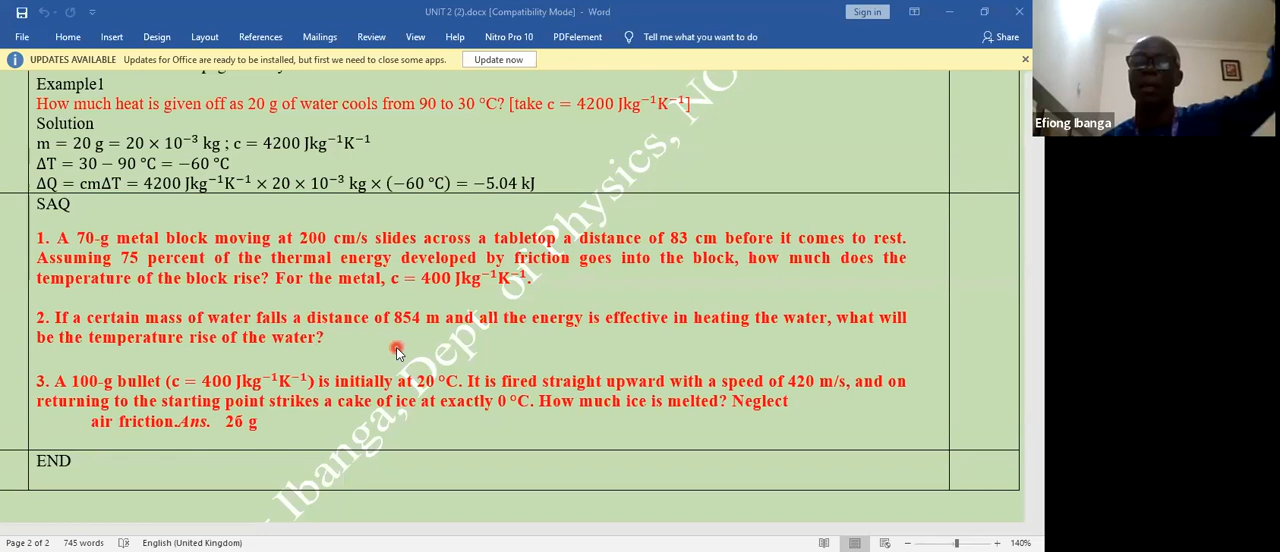 UNIT 2 (2).docx [Compatibility Mode] - Word
Sign in
File Home Insert Design Layout References Mailings Review View Help Nitro Pro 10 PDFelement Tell me what you want to do Share
UPDATES AVAILABLE Updates for Office are ready to be installed, but first we need to close some apps. Update now
Efiong Ibanga
Example1
How much heat is given off as 20 g of water cools from 90 to 30 °C? [take c = 4200 Jkg⁻¹K⁻¹]
Solution
m = 20 g = 20 × 10⁻³ kg ; c = 4200 Jkg⁻¹K⁻¹
ΔT = 30 − 90 °C = −60 °C
ΔQ = cmΔT = 4200 Jkg⁻¹K⁻¹ × 20 × 10⁻³ kg × (−60 °C) = −5.04 kJ
SAQ
1. A 70-g metal block moving at 200 cm/s slides across a tabletop a distance of 83 cm before it comes to rest.
Assuming 75 percent of the thermal energy developed by friction goes into the block, how much does the
temperature of the block rise? For the metal, c = 400 Jkg⁻¹K⁻¹.
2. If a certain mass of water falls a distance of 854 m and all the energy is effective in heating the water, what will
be the temperature rise of the water?
3. A 100-g bullet (c = 400 Jkg⁻¹K⁻¹) is initially at 20 °C. It is fired straight upward with a speed of 420 m/s, and on
returning to the starting point strikes a cake of ice at exactly 0 °C. How much ice is melted? Neglect
air friction.Ans. 26 g
END
Ibanga, Dept of Physics, NO
Page 2 of 2 745 words English (United Kingdom) 140%